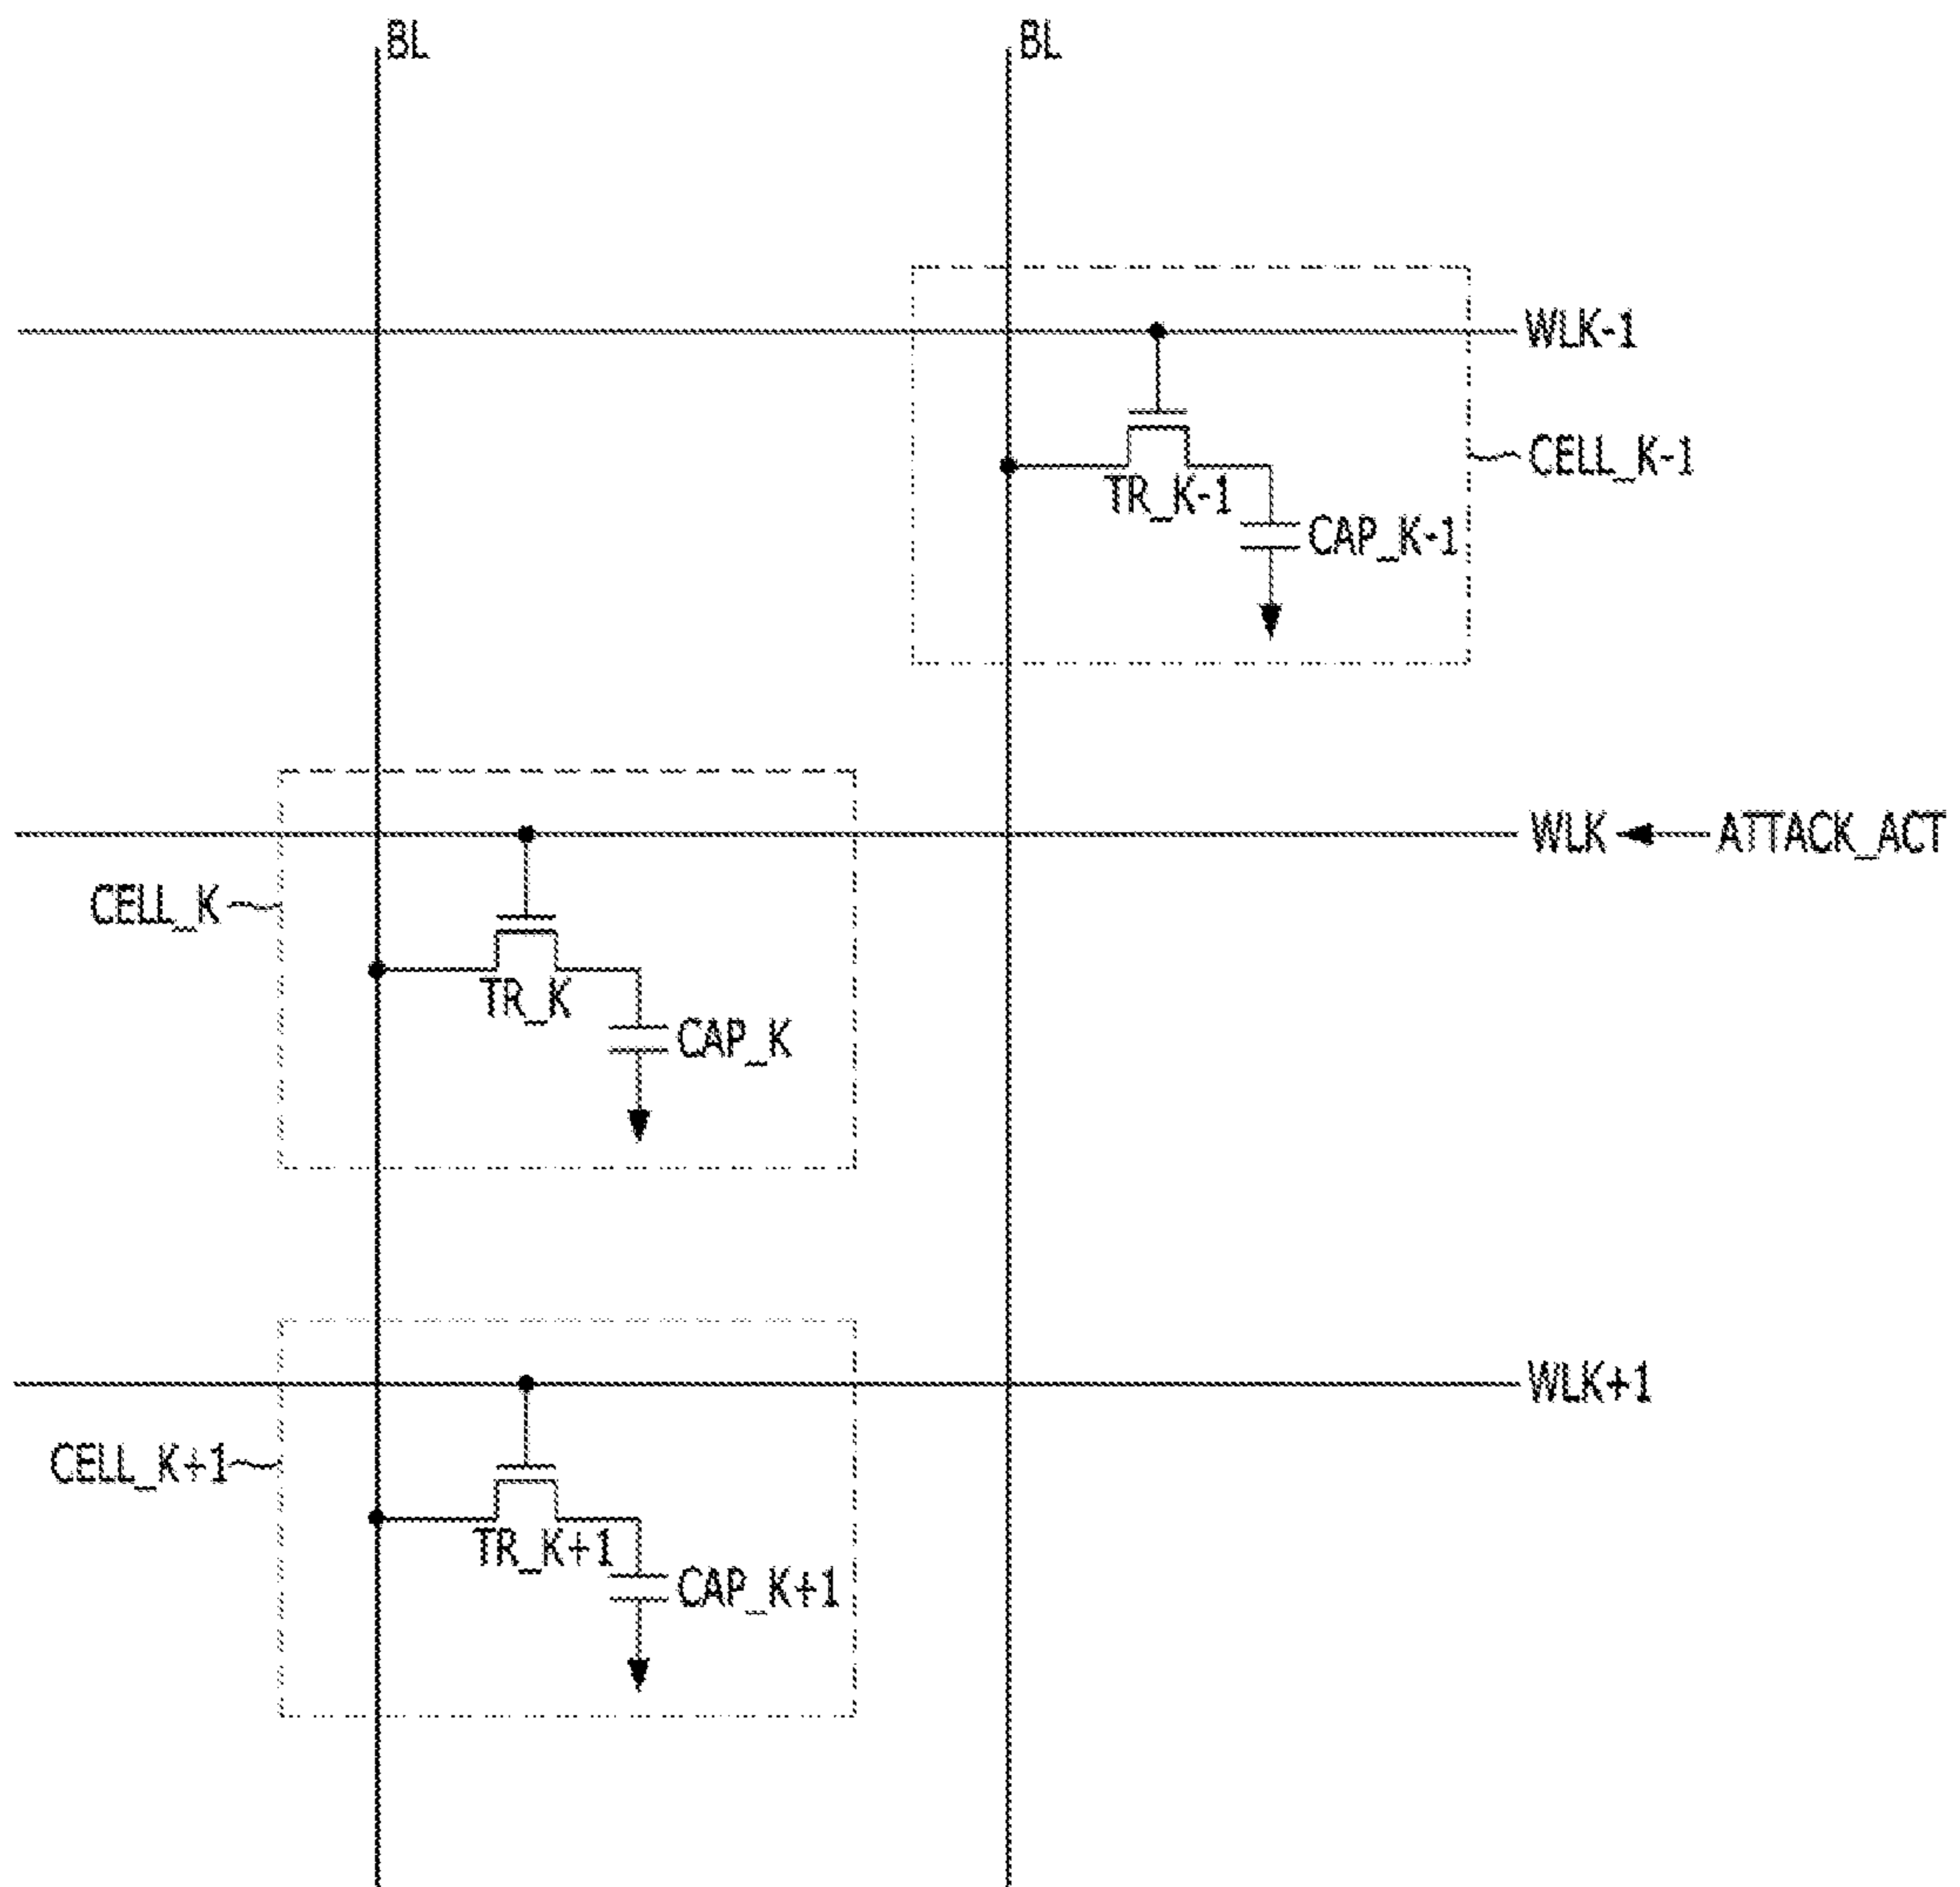 BL
BL
WLK-1
CELL_K-1
TR_K-1
CAP_K-1
WLK
ATTACK_ACT
CELL_K
TR_K
CAP_K
WLK+1
CELL_K+1
TR_K+1
CAP_K+1